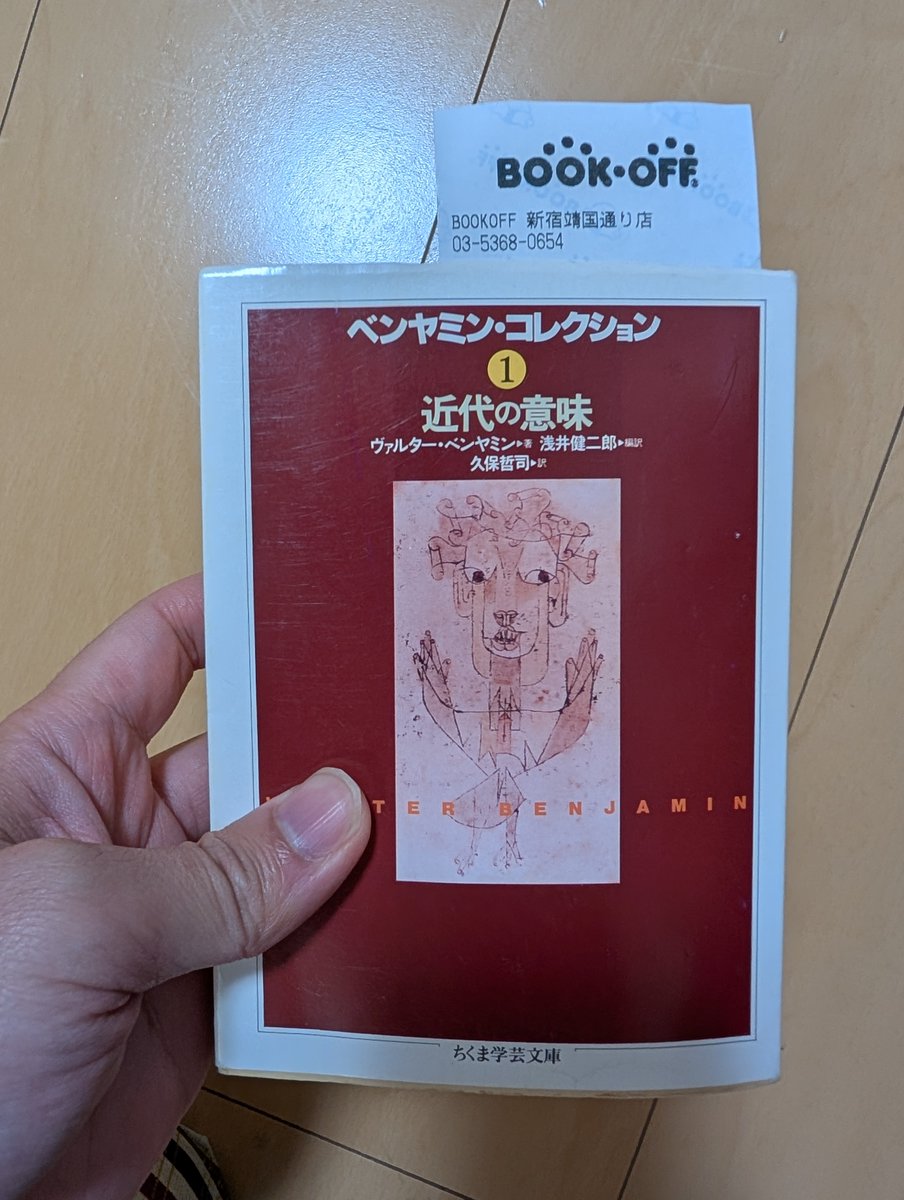 BOOK・OFF
BOOKOFF 新宿靖国通り店
03-5368-0654
ベンヤミン・コレクション
1
近代の意味
ヴァルター・ベンヤミン▶著 浅井健二郎▶編訳
久保哲司▶訳
TER BENJAMIN
ちくま学芸文庫